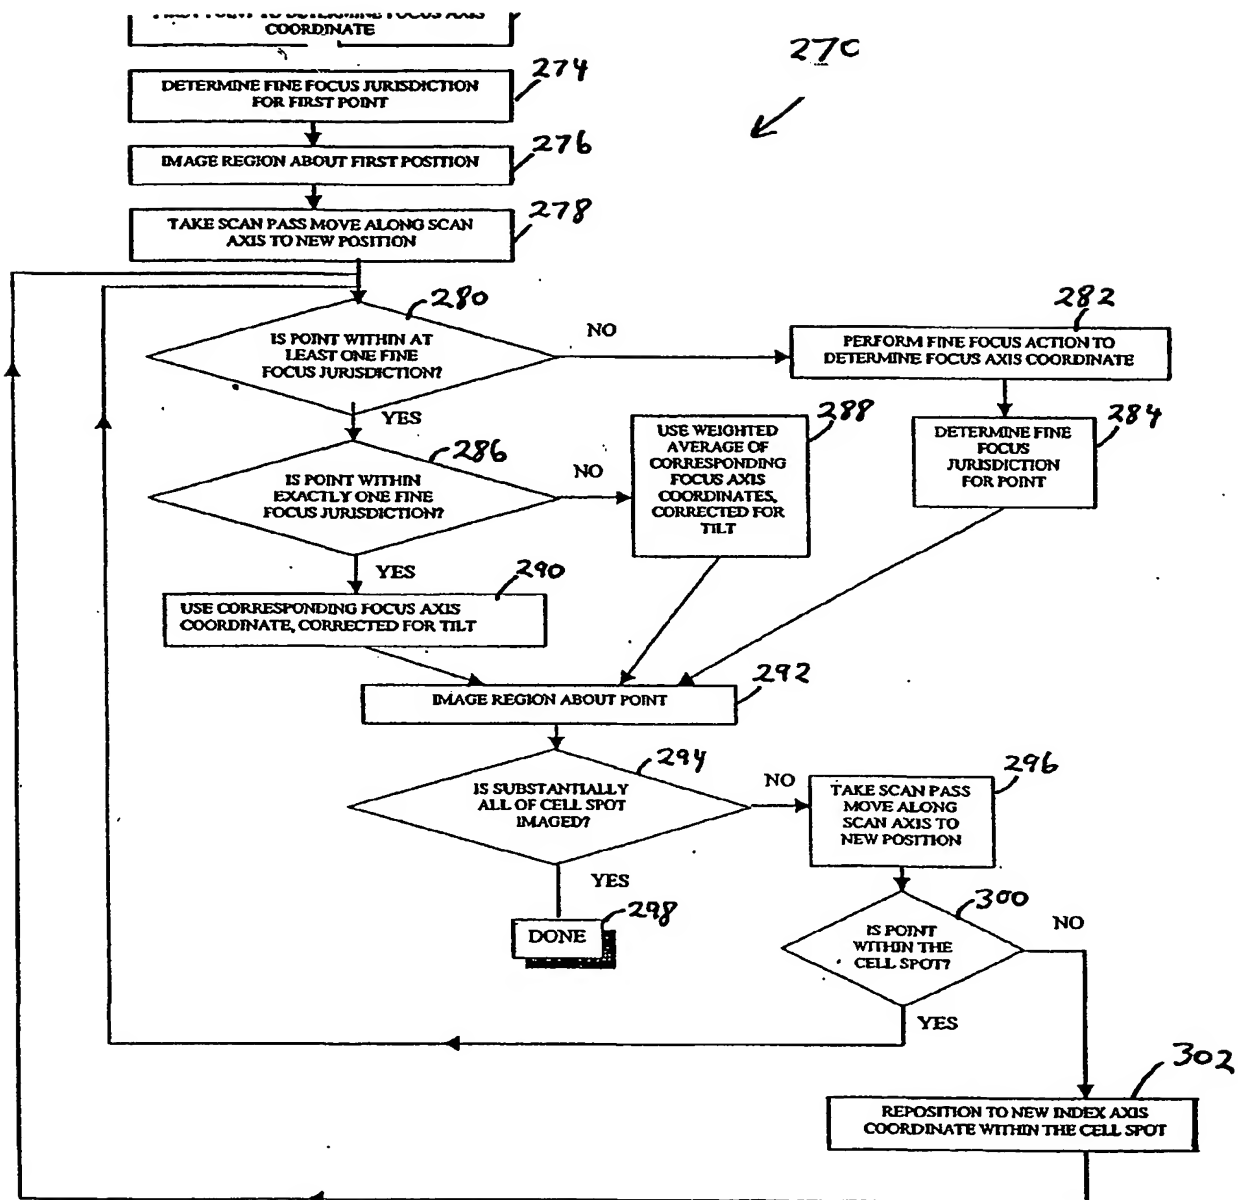 FIRST POINT TO DETERMINE FOCUS AXIS
COORDINATE
270
274
DETERMINE FINE FOCUS JURISDICTION
FOR FIRST POINT
276
IMAGE REGION ABOUT FIRST POSITION
278
TAKE SCAN PASS MOVE ALONG SCAN
AXIS TO NEW POSITION
280
IS POINT WITHIN AT
LEAST ONE FINE
FOCUS JURISDICTION?
NO
282
PERFORM FINE FOCUS ACTION TO
DETERMINE FOCUS AXIS COORDINATE
YES
284
DETERMINE FINE
FOCUS
JURISDICTION
FOR POINT
286
IS POINT WITHIN
EXACTLY ONE FINE
FOCUS JURISDICTION?
NO
288
USE WEIGHTED
AVERAGE OF
CORRESPONDING
FOCUS AXIS
COORDINATES,
CORRECTED FOR
TILT
YES
290
USE CORRESPONDING FOCUS AXIS
COORDINATE, CORRECTED FOR TILT
292
IMAGE REGION ABOUT POINT
294
IS SUBSTANTIALLY
ALL OF CELL SPOT
IMAGED?
NO
296
TAKE SCAN PASS
MOVE ALONG
SCAN AXIS TO
NEW POSITION
YES
298
DONE
300
IS POINT
WITHIN THE
CELL SPOT?
NO
YES
302
REPOSITION TO NEW INDEX AXIS
COORDINATE WITHIN THE CELL SPOT